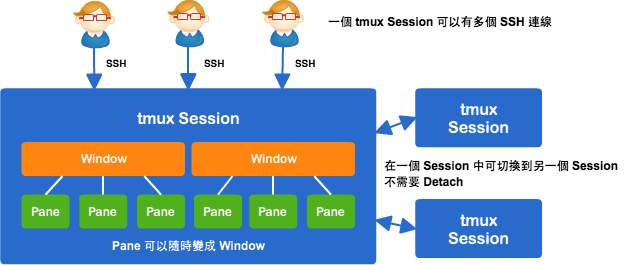 一個 tmux Session 可以有多個 SSH 連線
SSH
SSH
SSH
tmux Session
Window
Window
Pane
Pane
Pane
Pane
Pane
Pane
Pane 可以隨時變成 Window
tmux
Session
在一個 Session 中可切換到另一個 Session
不需要 Detach
tmux
Session